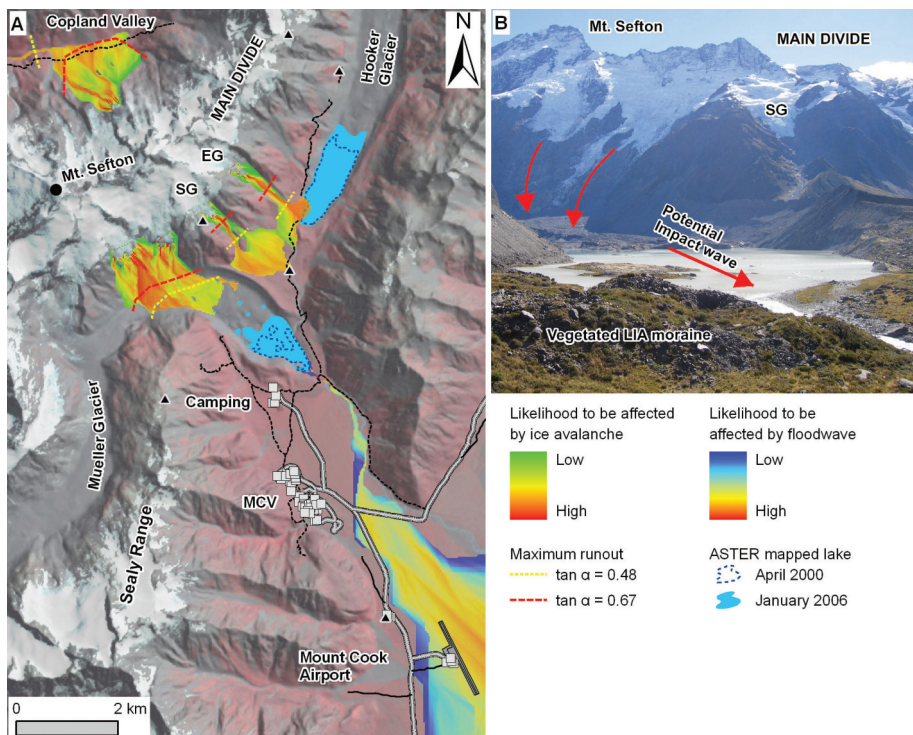 A
Copland Valley
N
MAIN DIVIDE
Hooker
Glacier
Mt. Sefton
EG
SG
Camping
Mueller Glacier
MCV
Sealy Range
Mount Cook
Airport
0 2 km
B
Mt. Sefton
MAIN DIVIDE
SG
Potential
Impact wave
Vegetated LIA moraine
Likelihood to be affected
by ice avalanche
Low
High
Likelihood to be
affected by floodwave
Low
High
Maximum runout
tan α = 0.48
tan α = 0.67
ASTER mapped lake
April 2000
January 2006